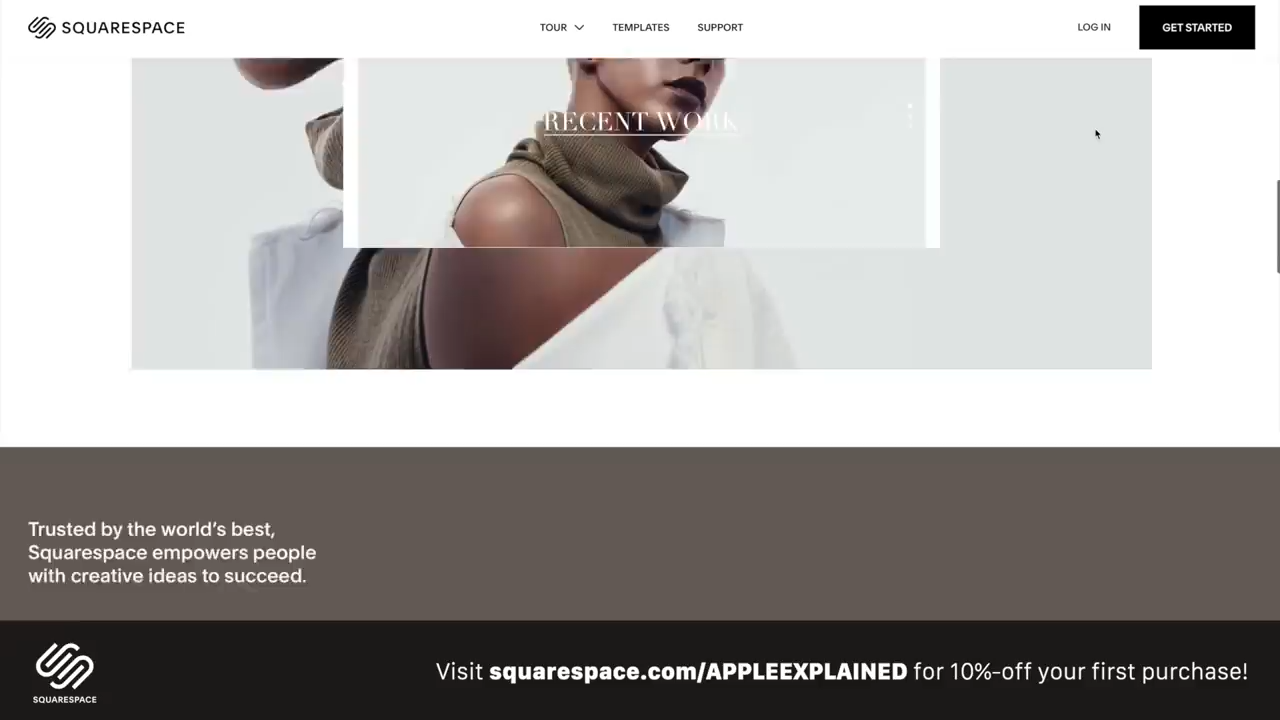 SQUARESPACE
TOUR
TEMPLATES
SUPPORT
LOG IN
GET STARTED
RECENT WORK
Trusted by the world's best,
Squarespace empowers people
with creative ideas to succeed.
SQUARESPACE
Visit squarespace.com/APPLEEXPLAINED for 10%-off your first purchase!